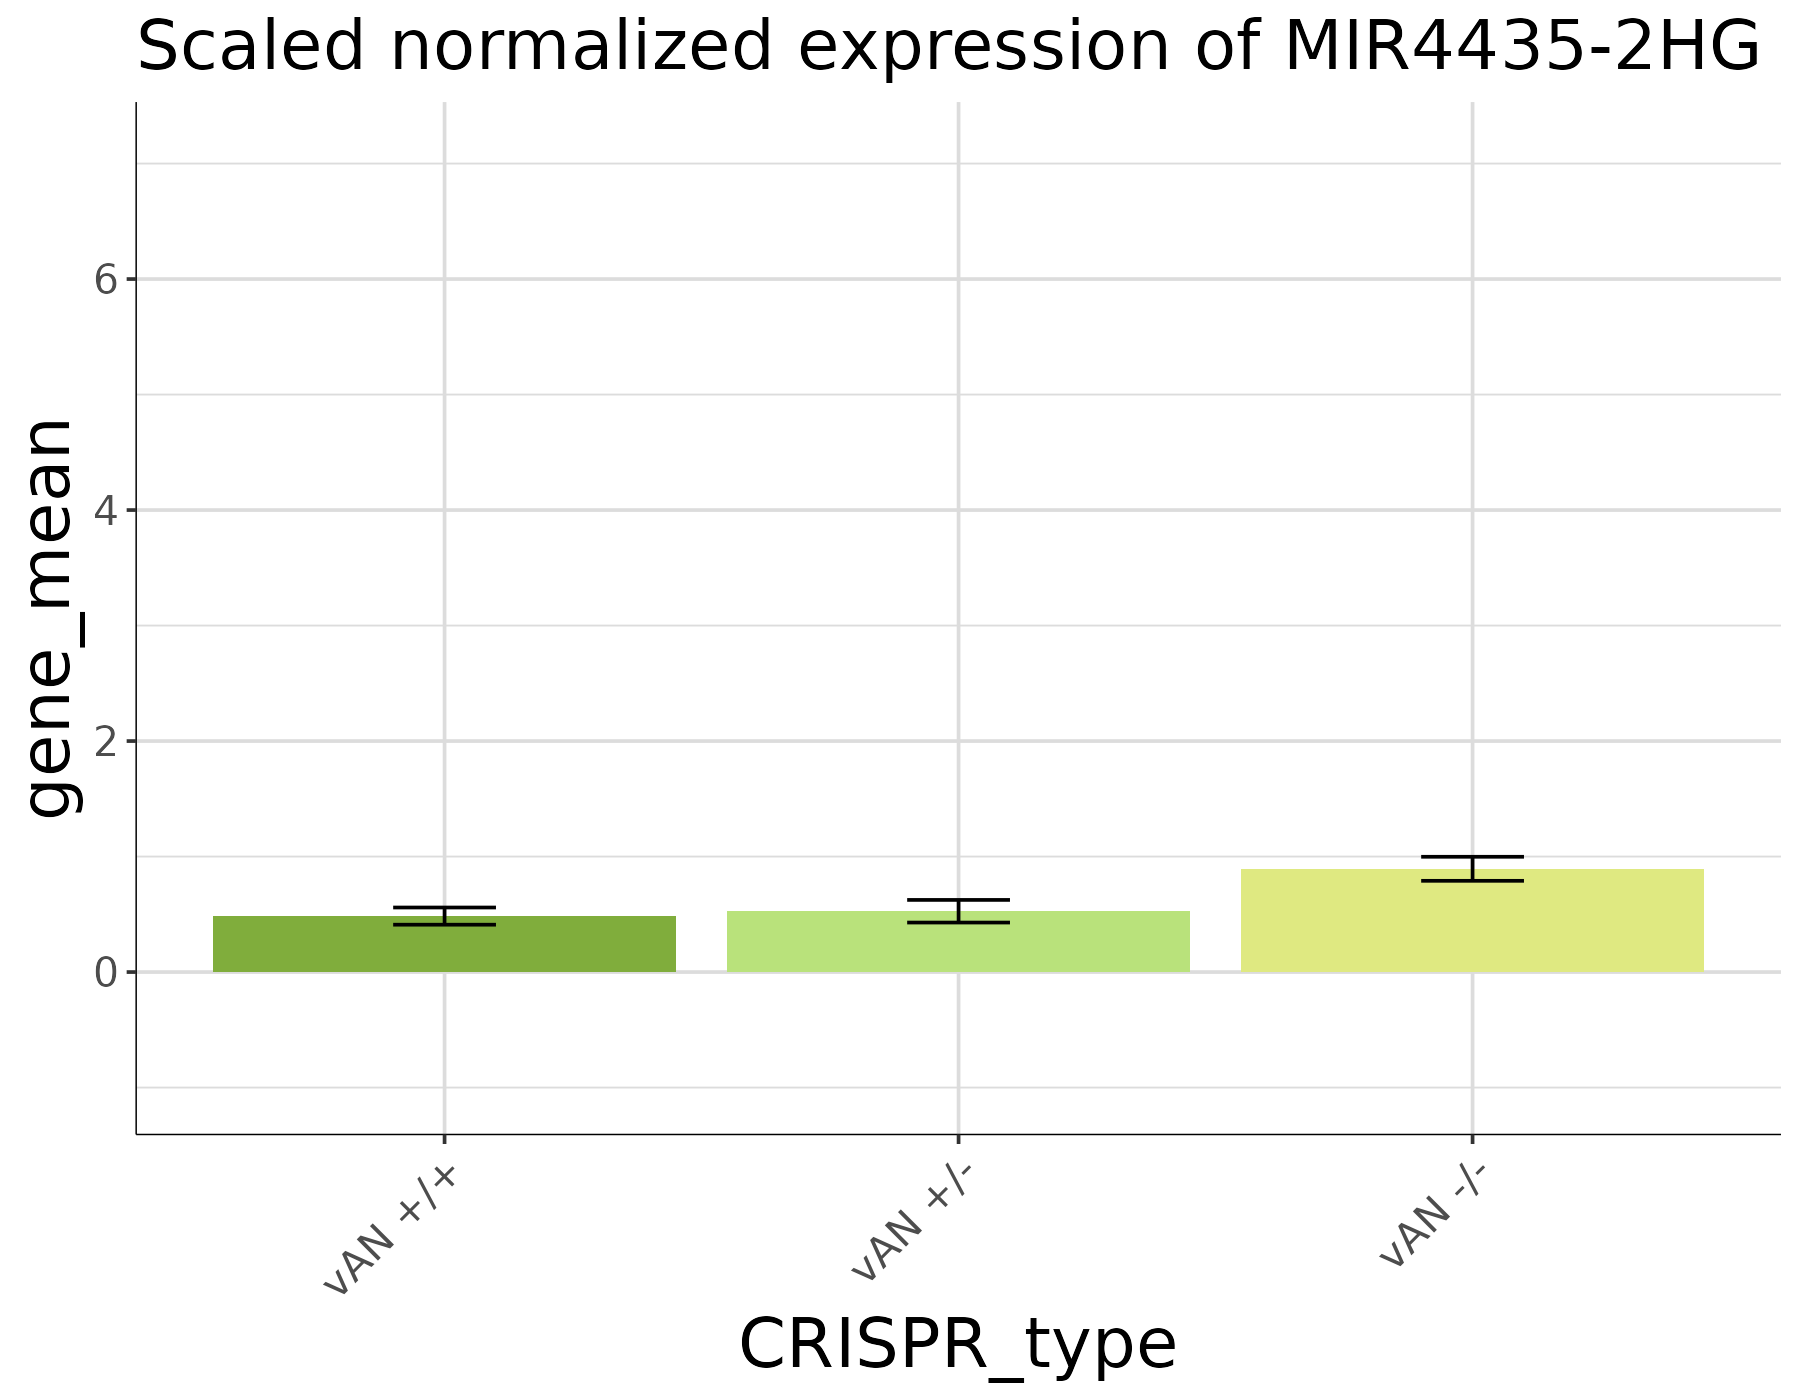 Scaled normalized expression of MIR4435-2HG
gene_mean
6
4
2
0
vAN +/+
vAN +/-
vAN -/-
CRISPR_type